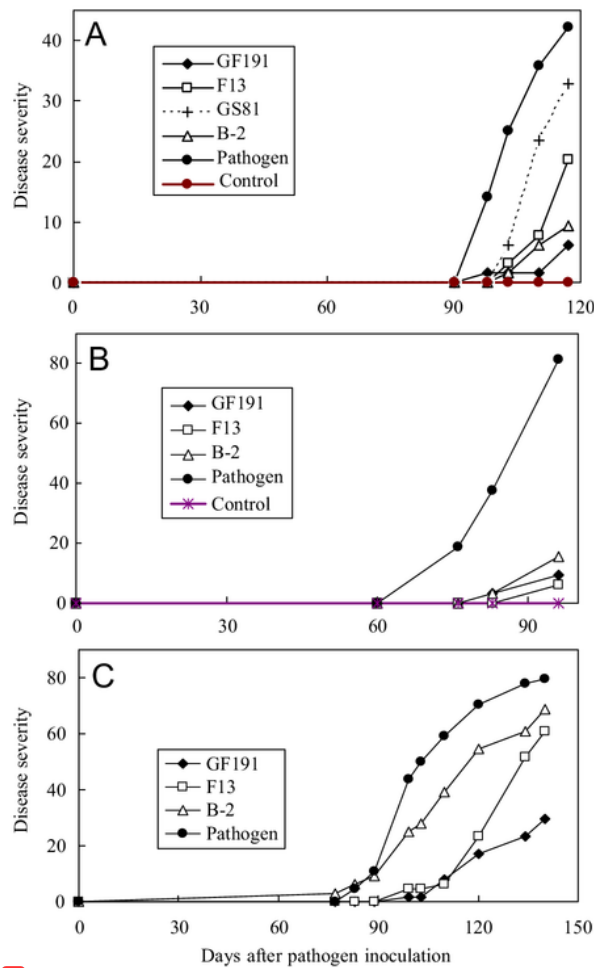 A
Disease severity
40
30
20
10
0
GF191
F13
GS81
B-2
Pathogen
Control
0 30 60 90 120
B
Disease severity
80
60
40
20
0
GF191
F13
B-2
Pathogen
Control
0 30 60 90
C
Disease severity
80
60
40
20
0
GF191
F13
B-2
Pathogen
0 30 60 90 120 150
Days after pathogen inoculation